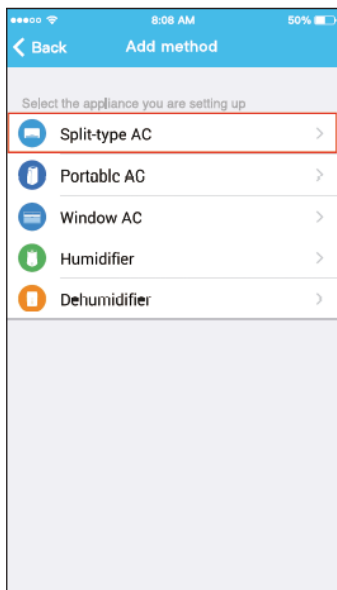 8:08 AM 50%
Back Add method
Select the appliance you are setting up
Split-type AC
Portable AC
Window AC
Humidifier
Dehumidifier